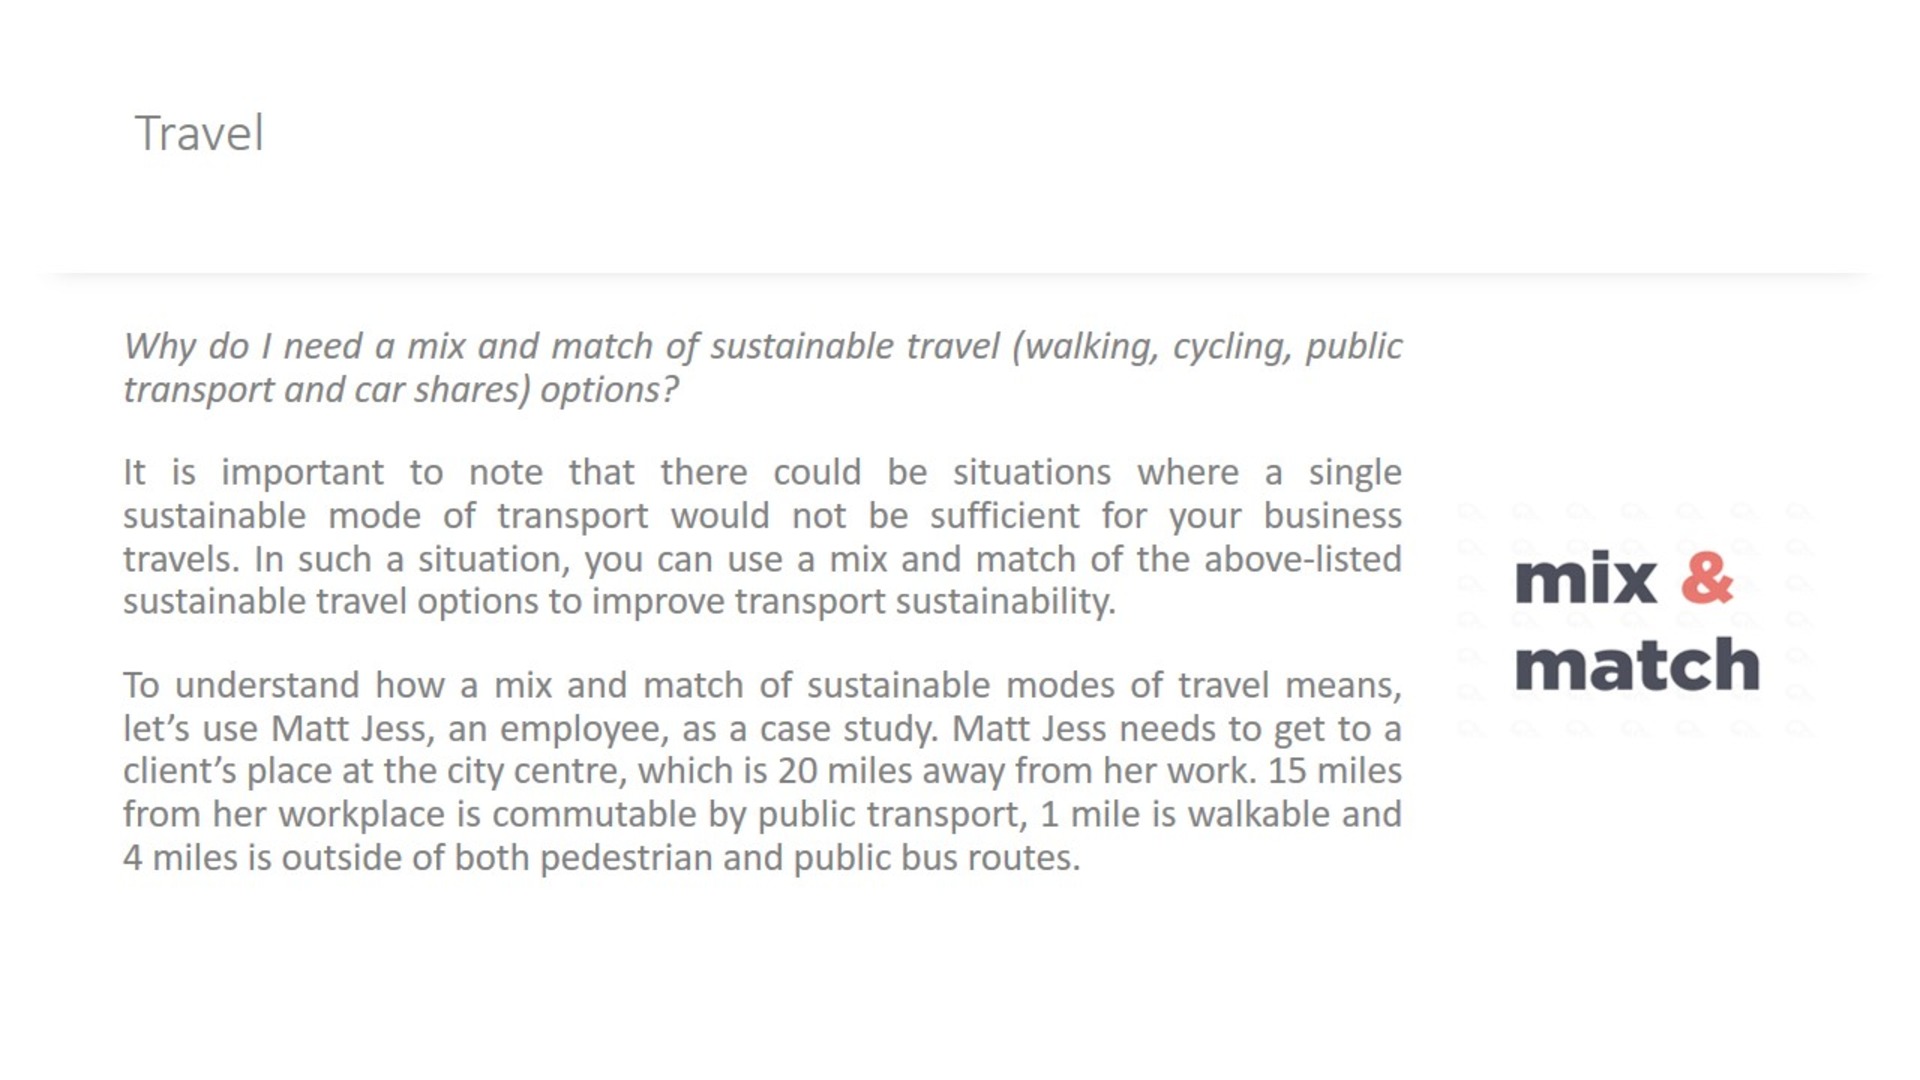 Travel
Why do I need a mix and match of sustainable travel (walking, cycling, public
transport and car shares) options?
It is important to note that there could be situations where a single
sustainable mode of transport would not be sufficient for your business
travels. In such a situation, you can use a mix and match of the above-listed
sustainable travel options to improve transport sustainability.
To understand how a mix and match of sustainable modes of travel means,
let’s use Matt Jess, an employee, as a case study. Matt Jess needs to get to a
client’s place at the city centre, which is 20 miles away from her work. 15 miles
from her workplace is commutable by public transport, 1 mile is walkable and
4 miles is outside of both pedestrian and public bus routes.
mix &
match